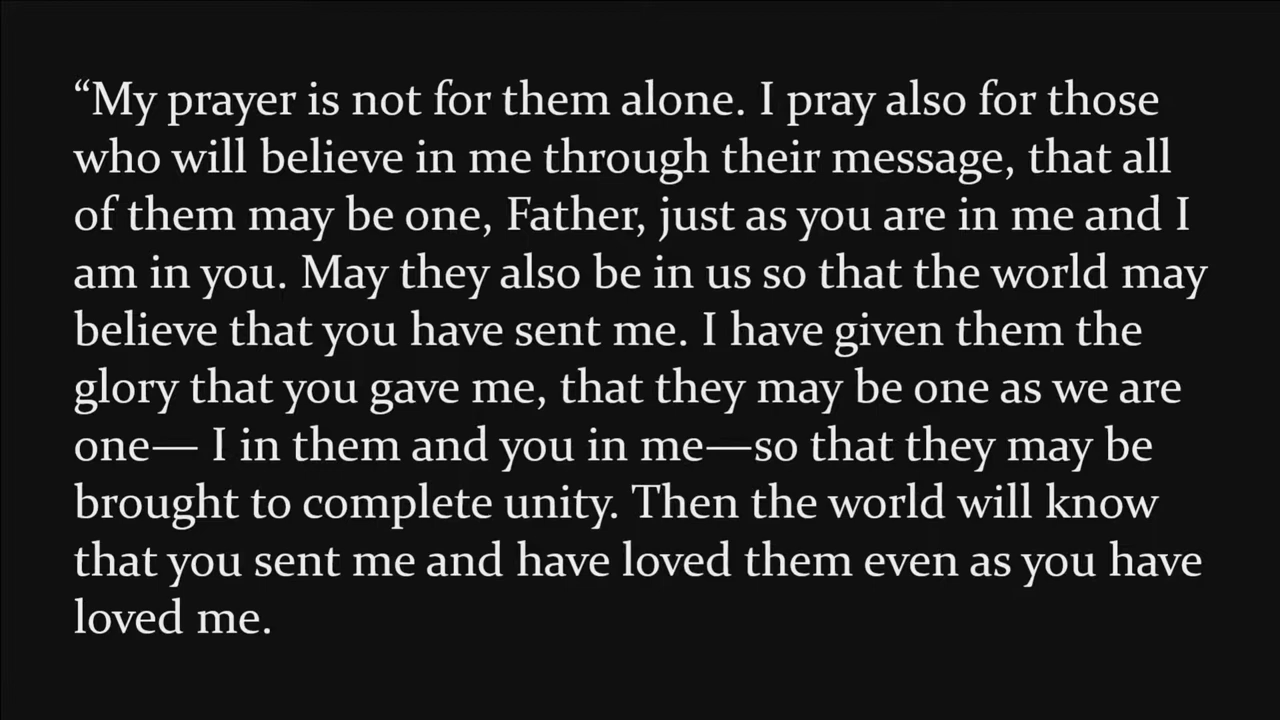 “My prayer is not for them alone. I pray also for those
who will believe in me through their message, that all
of them may be one, Father, just as you are in me and I
am in you. May they also be in us so that the world may
believe that you have sent me. I have given them the
glory that you gave me, that they may be one as we are
one— I in them and you in me—so that they may be
brought to complete unity. Then the world will know
that you sent me and have loved them even as you have
loved me.